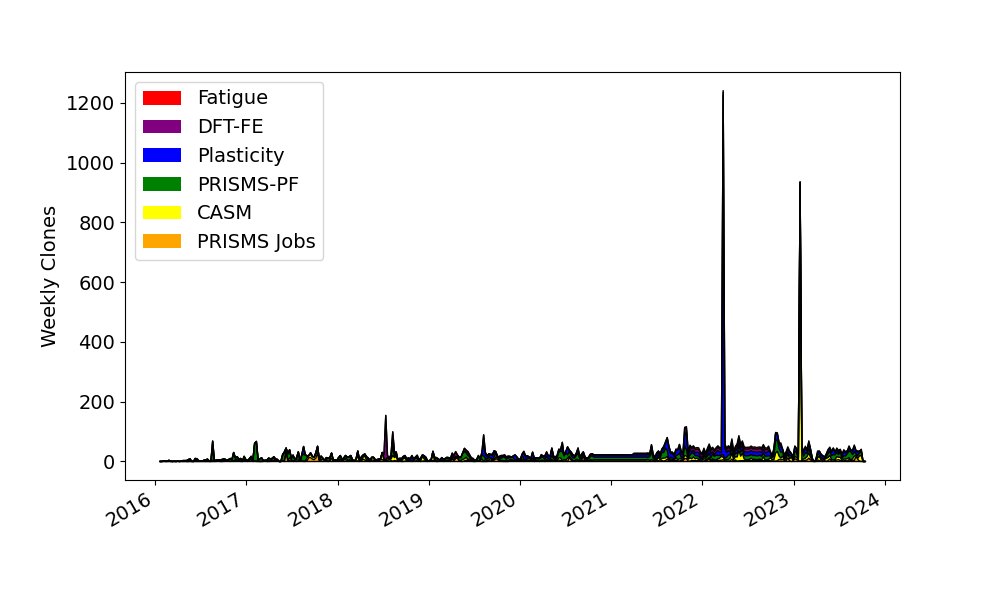 Fatigue
DFT-FE
Plasticity
PRISMS-PF
CASM
PRISMS Jobs
Weekly Clones
1200
1000
800
600
400
200
0
2016
2017
2018
2019
2020
2021
2022
2023
2024